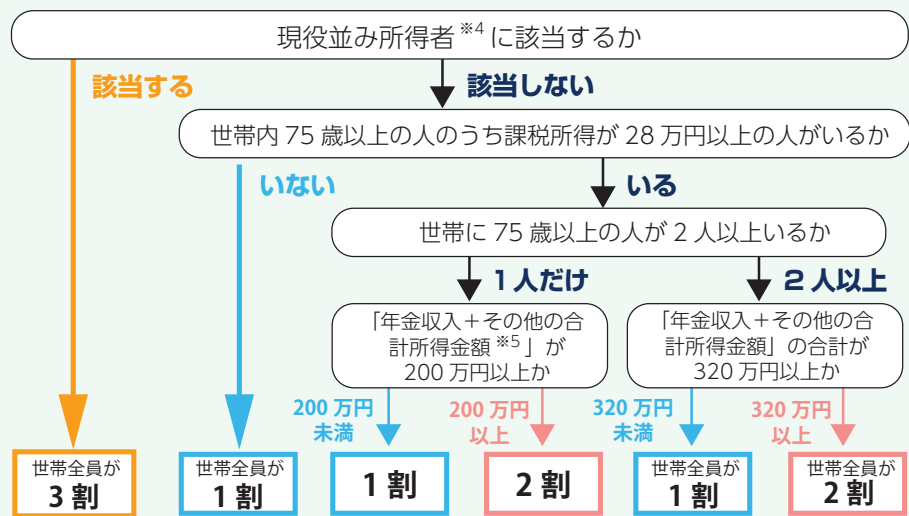 現役並み所得者※4に該当するか
該当する
該当しない
世帯内75歳以上の人のうち課税所得が28万円以上の人がいるか
いない
いる
世帯に75歳以上の人が2人以上いるか
1人だけ
2人以上
「年金収入＋その他の合
計所得金額※5」が
200万円以上か
「年金収入＋その他の合
計所得金額」の合計が
320万円以上か
200万円
未満
200万円
以上
320万円
未満
320万円
以上
世帯全員が
3割
世帯全員が
1割
1割
2割
世帯全員が
1割
世帯全員が
2割